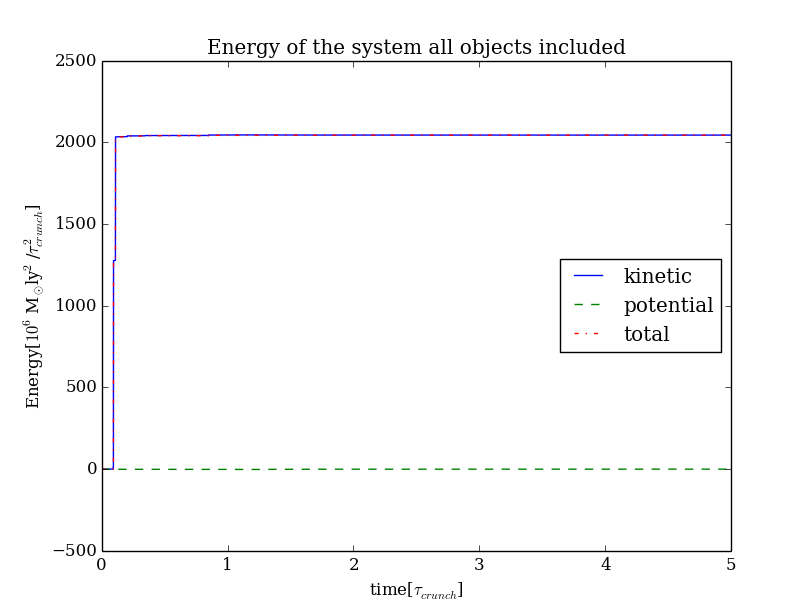 Energy of the system all objects included
2500
2000
1500
1000
500
0
−500
Energy[10⁶ M⊙ly² /τ²crunch]
kinetic
potential
total
0 1 2 3 4 5
time[τcrunch]